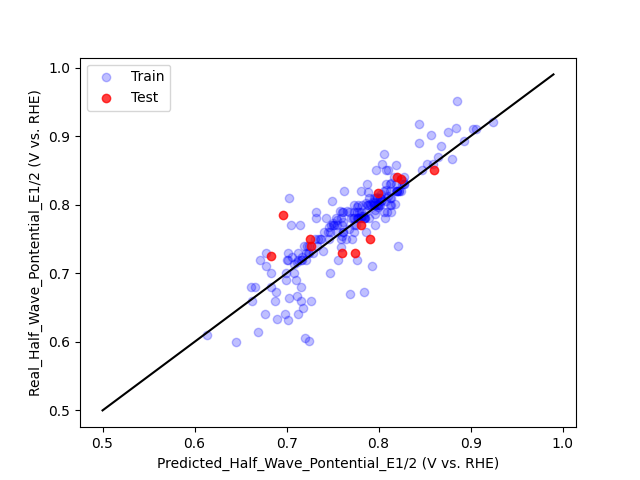 1.0
0.9
0.8
0.7
0.6
0.5
Real_Half_Wave_Pontential_E1/2 (V vs. RHE)
Train
Test
0.5 0.6 0.7 0.8 0.9 1.0
Predicted_Half_Wave_Pontential_E1/2 (V vs. RHE)